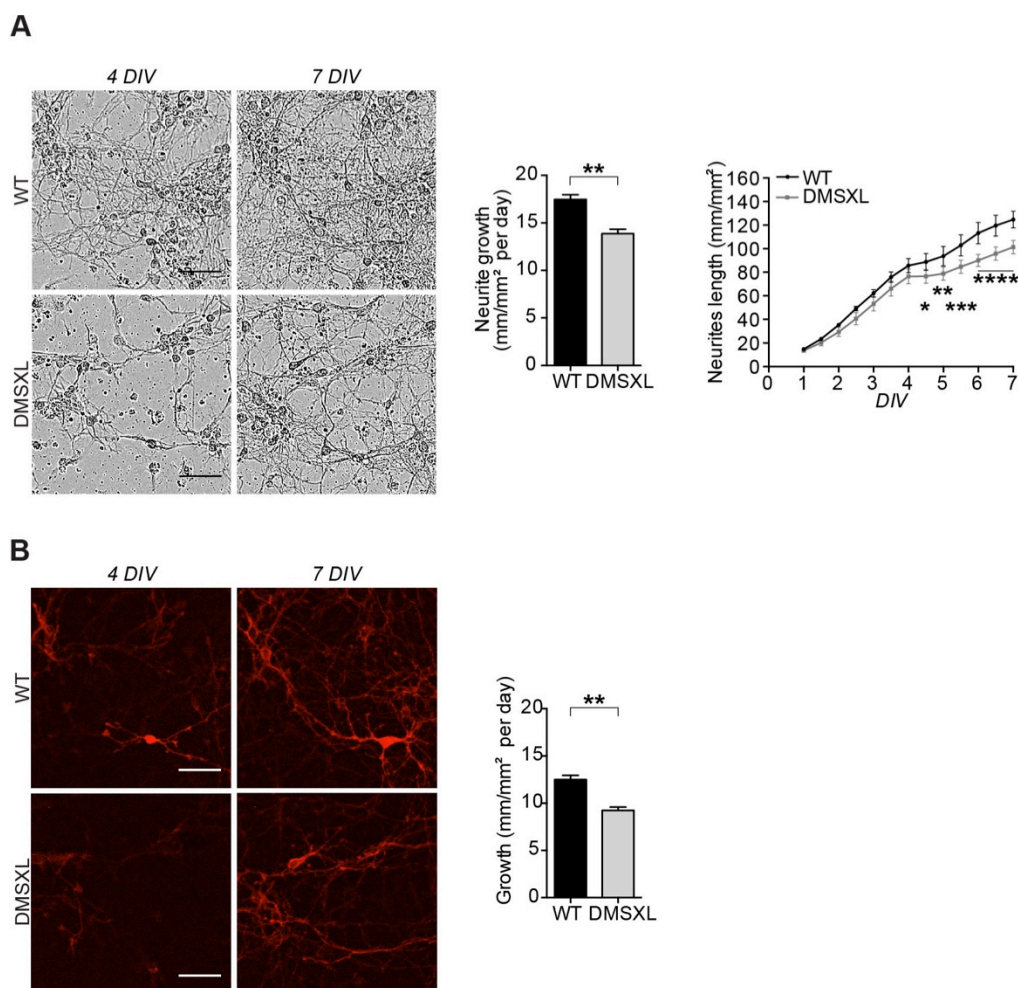 A
4 DIV
7 DIV
WT
DMSXL
Neurite growth
(mm/mm² per day)
20
15
10
5
0
**
WT
DMSXL
Neurites length (mm/mm²)
160
140
120
100
80
60
40
20
0
WT
DMSXL
*
**
***
****
0
1
2
3
4
5
6
7
DIV
B
4 DIV
7 DIV
WT
DMSXL
Growth (mm/mm² per day)
20
15
10
5
0
**
WT
DMSXL